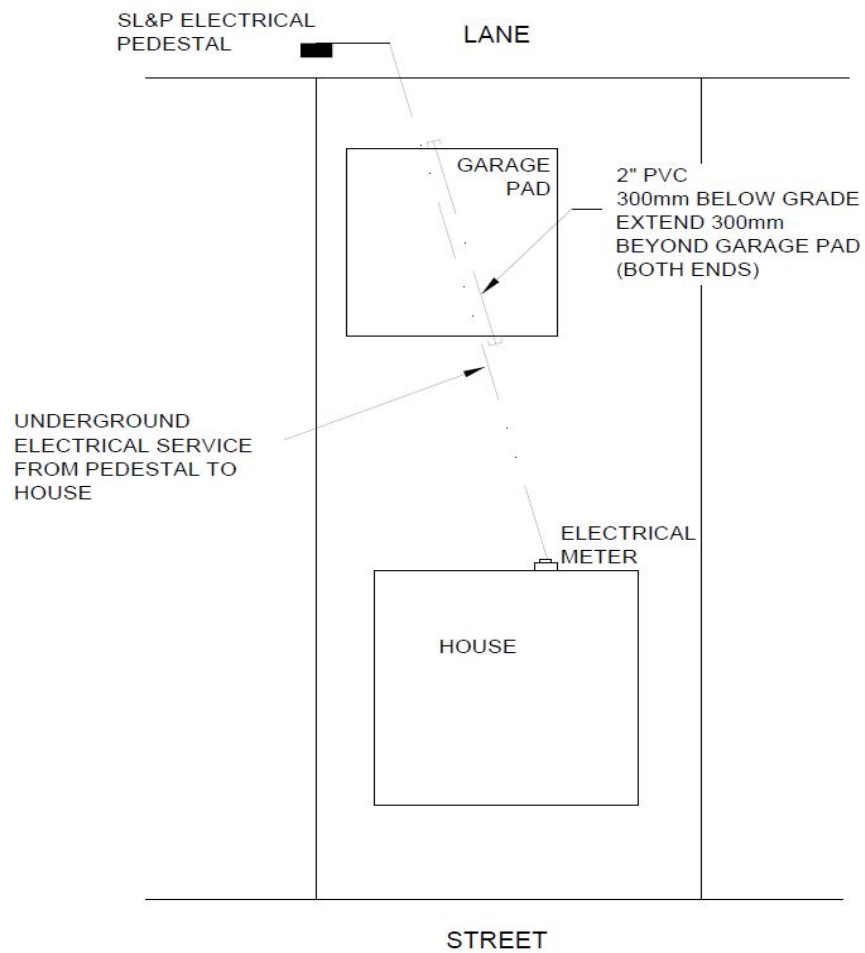 SL&P ELECTRICAL
PEDESTAL
LANE
GARAGE
PAD
2" PVC
300mm BELOW GRADE
EXTEND 300mm
BEYOND GARAGE PAD
(BOTH ENDS)
UNDERGROUND
ELECTRICAL SERVICE
FROM PEDESTAL TO
HOUSE
ELECTRICAL
METER
HOUSE
STREET